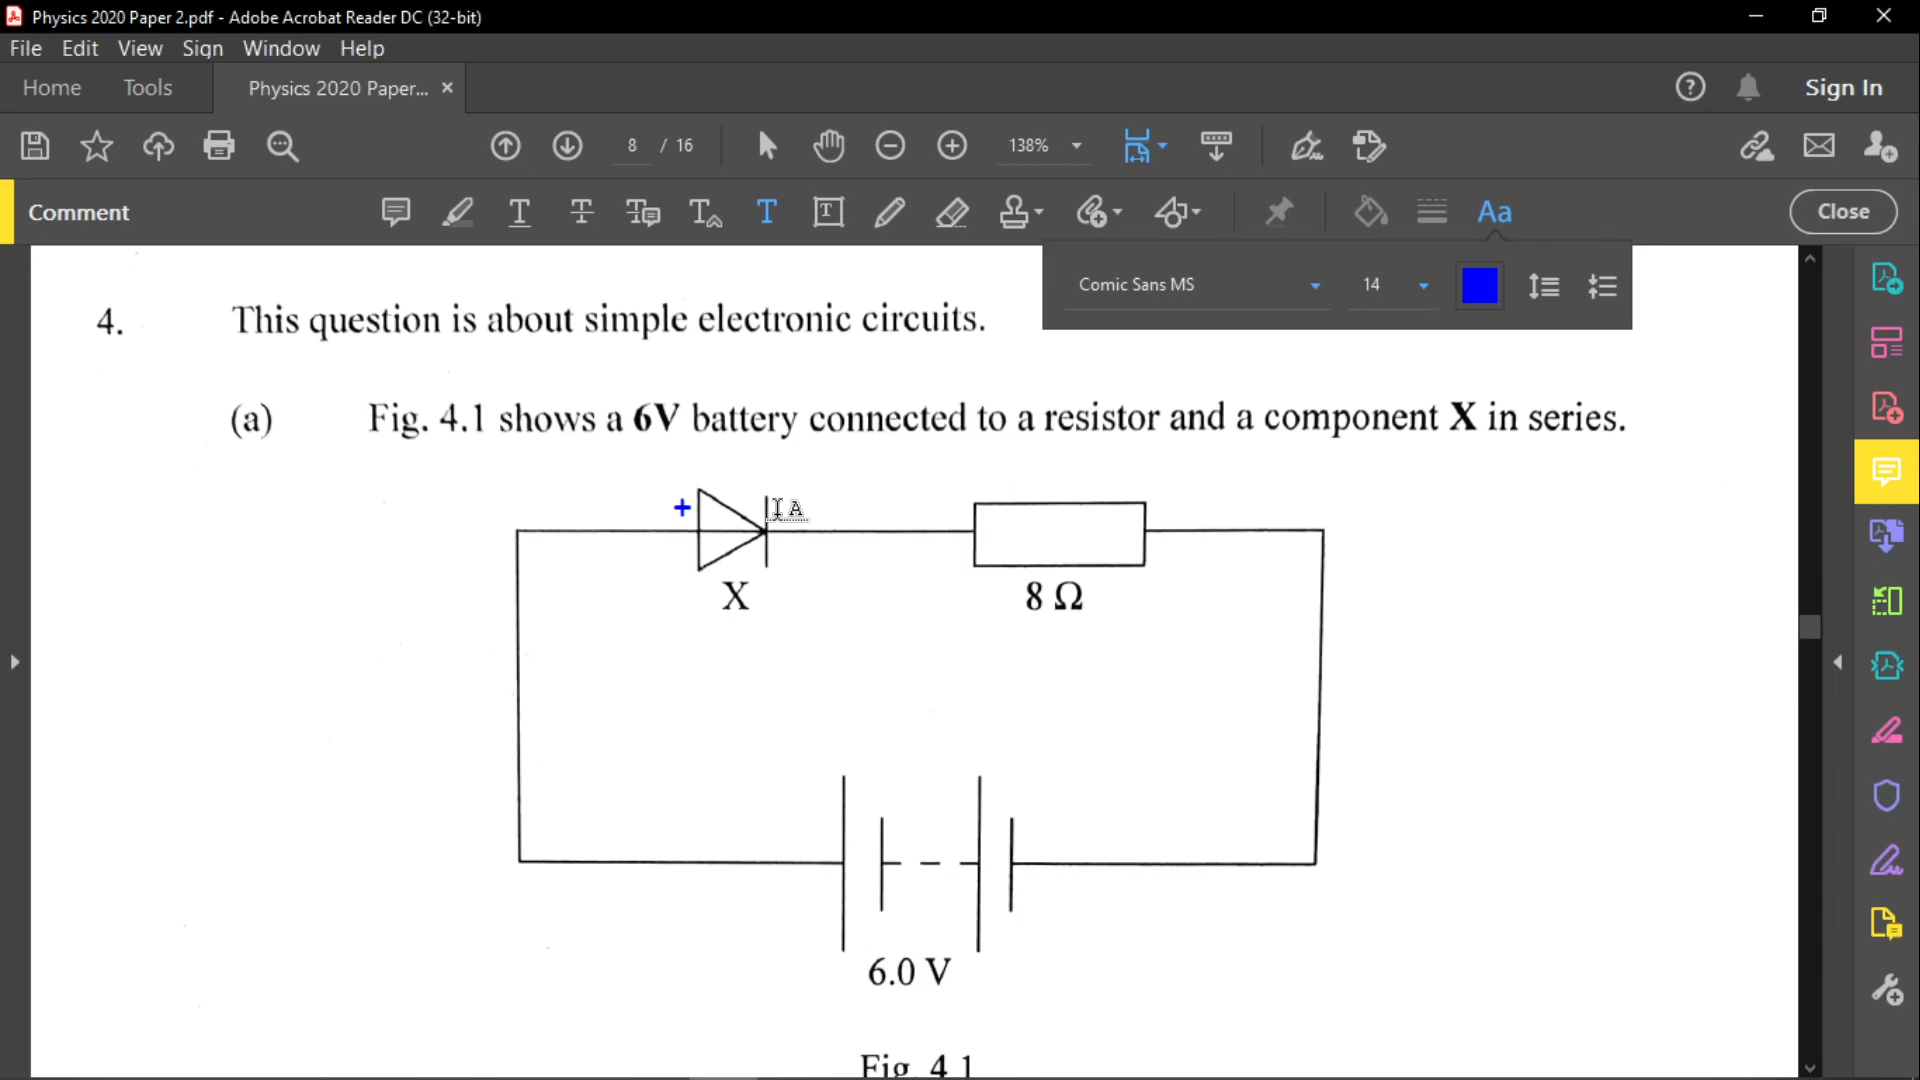 Physics 2020 Paper 2.pdf - Adobe Acrobat Reader DC (32-bit)
File Edit View Sign Window Help
Home Tools Physics 2020 Paper... × Sign In
8 / 16 138%
Comment Aa Close
Comic Sans MS 14
4. This question is about simple electronic circuits.
(a) Fig. 4.1 shows a 6V battery connected to a resistor and a component X in series.
+ A
X 8 Ω
6.0 V
Fig. 4.1